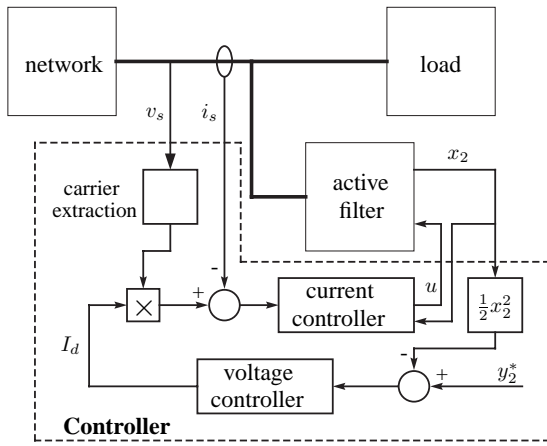 network
load
v_s
i_s
x_2
carrier
extraction
active
filter
-
+
×
current
controller
u
½x_2^2
I_d
voltage
controller
-
+
y_2^*
Controller